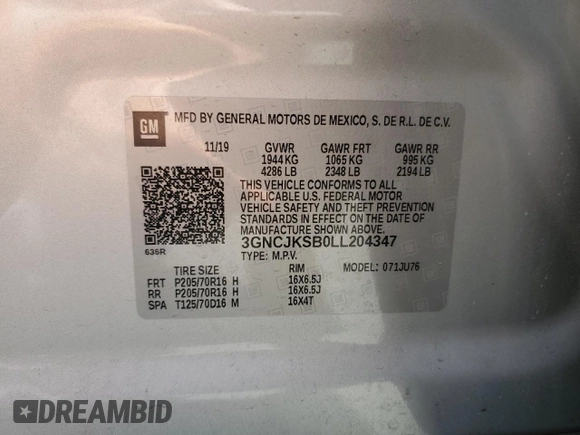 GM
MFD BY GENERAL MOTORS DE MEXICO, S. DE R.L. DE C.V.
11/19 GVWR GAWR FRT GAWR RR
1944 KG 1065 KG 995 KG
4286 LB 2348 LB 2194 LB
THIS VEHICLE CONFORMS TO ALL
APPLICABLE U.S. FEDERAL MOTOR
VEHICLE SAFETY AND THEFT PREVENTION
STANDARDS IN EFFECT ON THE DATE OF
MANUFACTURE SHOWN ABOVE.
3GNCJKSB0LL204347
636R
TYPE: M.P.V. MODEL: 071JU76
TIRE SIZE RIM
FRT P205/70R16 H 16X6.5J
RR P205/70R16 H 16X6.5J
SPA T125/70D16 M 16X4T
DREAMBID